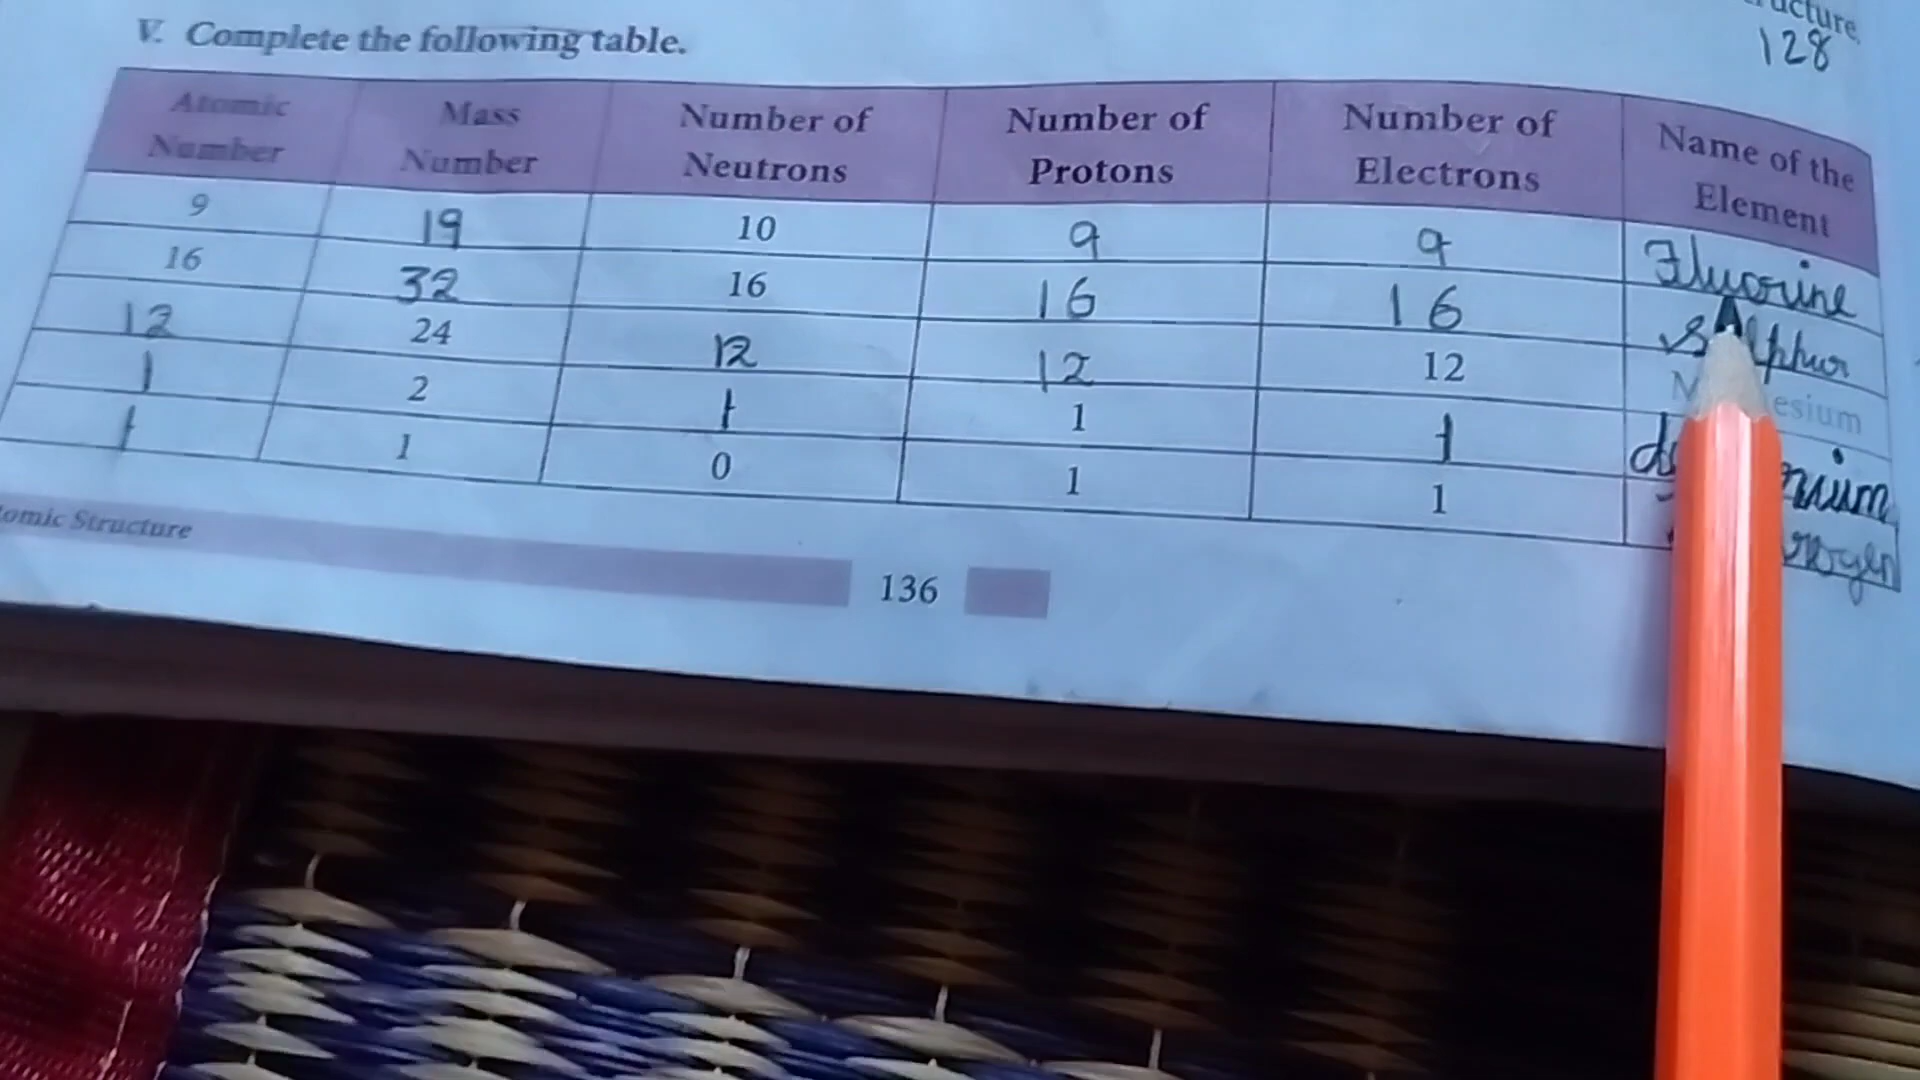 ucture
128
V. Complete the following table.
Atomic Number Mass Number Number of Neutrons Number of Protons Number of Electrons Name of the Element
9 19 10 9 9 Fluorine
16 32 16 16 16 Sulphur
12 24 12 12 12
1 2 1 1 1
1 1 0 1 1
omic Structure
136